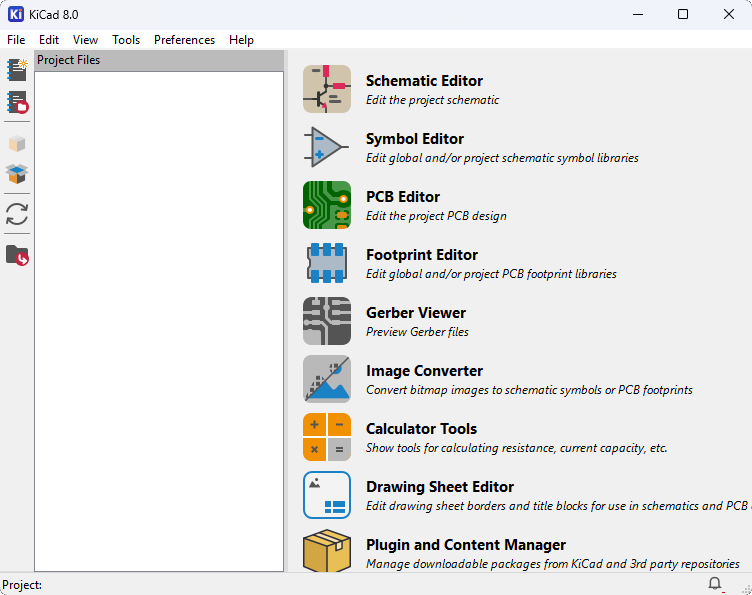 KiCad 8.0
File Edit View Tools Preferences Help
Project Files
Schematic Editor
Edit the project schematic
Symbol Editor
Edit global and/or project schematic symbol libraries
PCB Editor
Edit the project PCB design
Footprint Editor
Edit global and/or project PCB footprint libraries
Gerber Viewer
Preview Gerber files
Image Converter
Convert bitmap images to schematic symbols or PCB footprints
Calculator Tools
Show tools for calculating resistance, current capacity, etc.
Drawing Sheet Editor
Edit drawing sheet borders and title blocks for use in schematics and PCB
Plugin and Content Manager
Manage downloadable packages from KiCad and 3rd party repositories
Project: